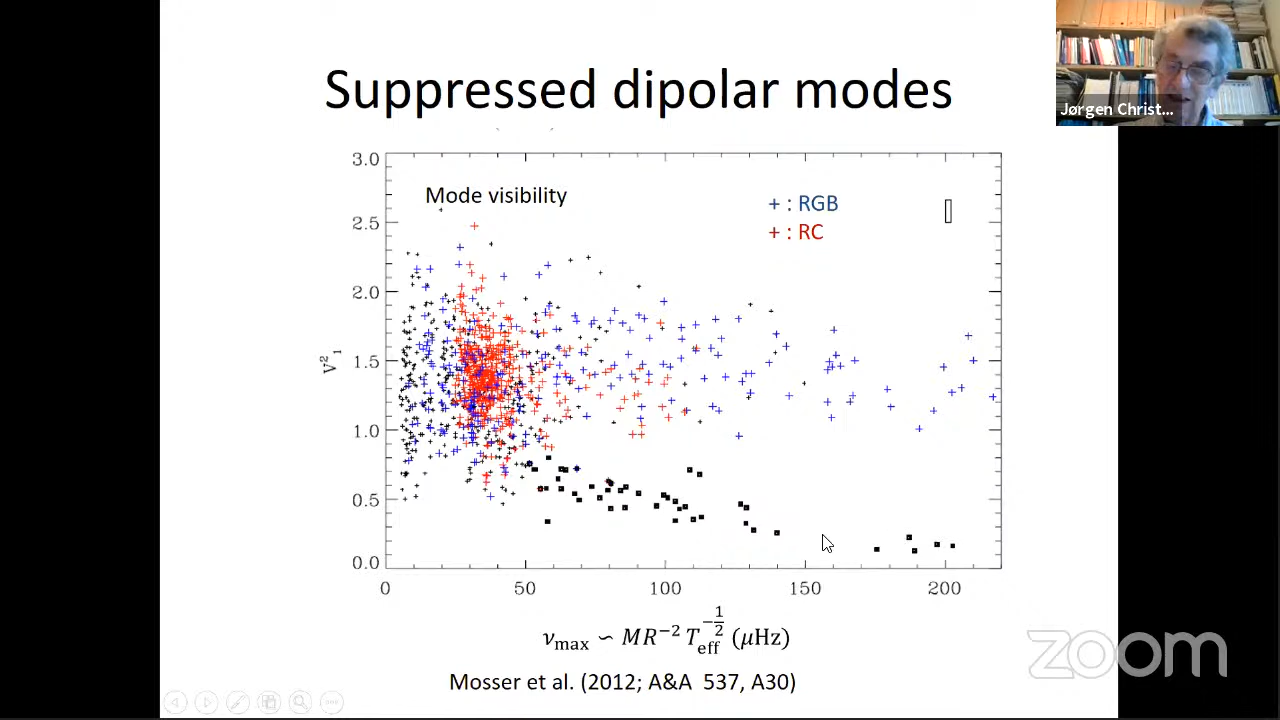 Suppressed dipolar modes
Jørgen Christ...
3.0
Mode visibility
+ : RGB
+ : RC
2.5
2.0
V²₁
1.5
1.0
0.5
0.0
0 50 100 150 200
ν_max ∽ MR⁻² T_eff^(-1/2) (μHz)
Mosser et al. (2012; A&A 537, A30)
zoom